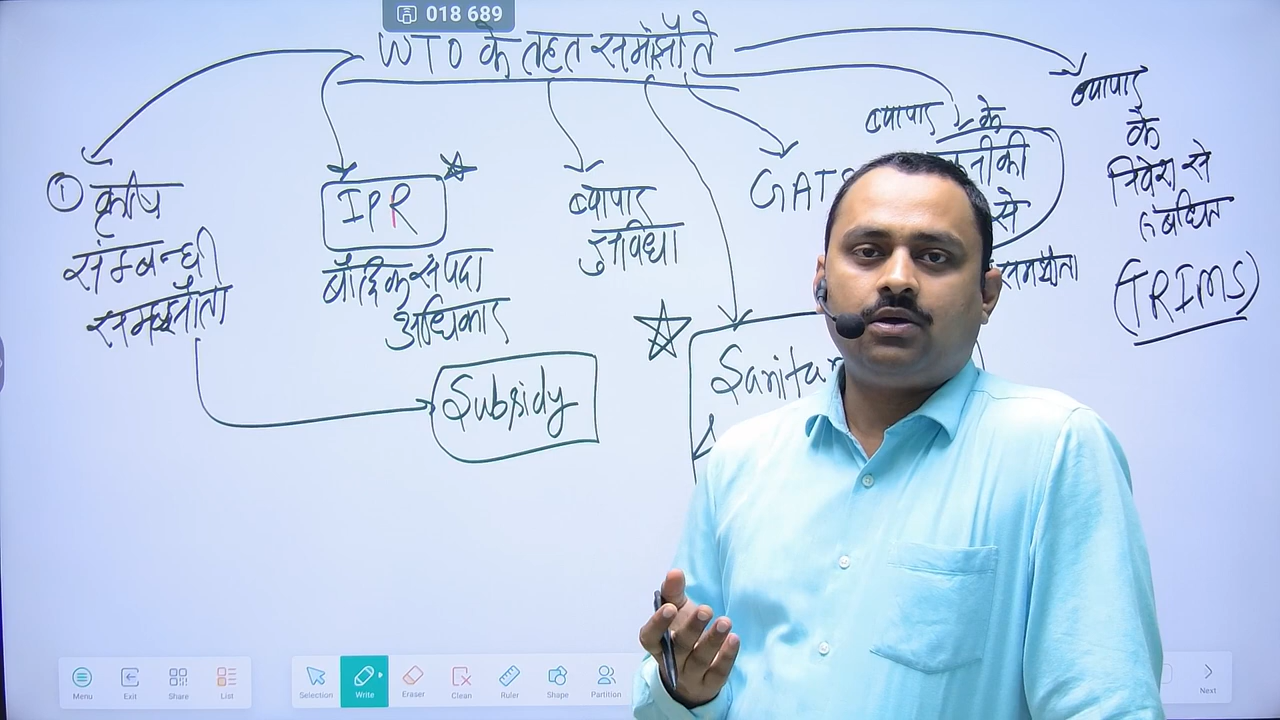 018 689
WTO के तहत समझौते
① कृषि
संम्बन्धी
समझौता
IPR
बौद्दिक संपदा
अधिकार
Subsidy
व्यापार
सुविधा
GATS
Sanitar
व्यापार के
से
समझौता
व्यापार
के
निवेश से
संबंधित
(TRIMS)
Menu
Exit
Share
List
Selection
Write
Eraser
Clean
Ruler
Shape
Partition
Next